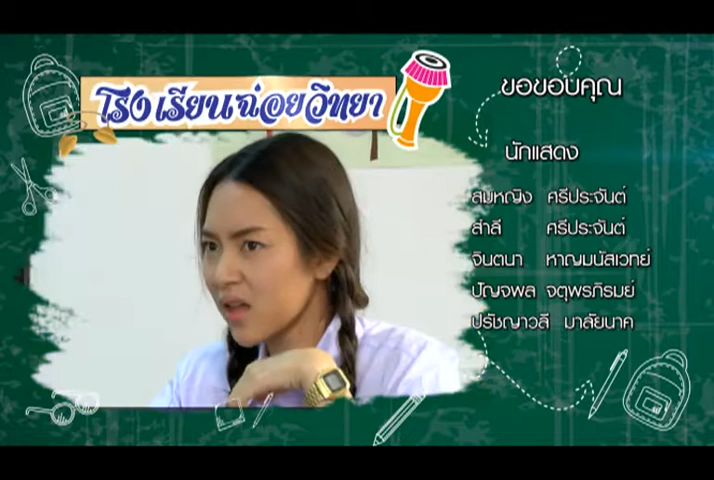 โรงเรียนฉ่อยวิทยา
ขอขอบคุณ
นักแสดง
สมหญิง ศรีประจันต์
สำลี ศรีประจันต์
จินตนา หาญมนัสเวทย์
ปัญจพล จตุพรภิรมย์
ปรัชญาวลี มาลัยนาค